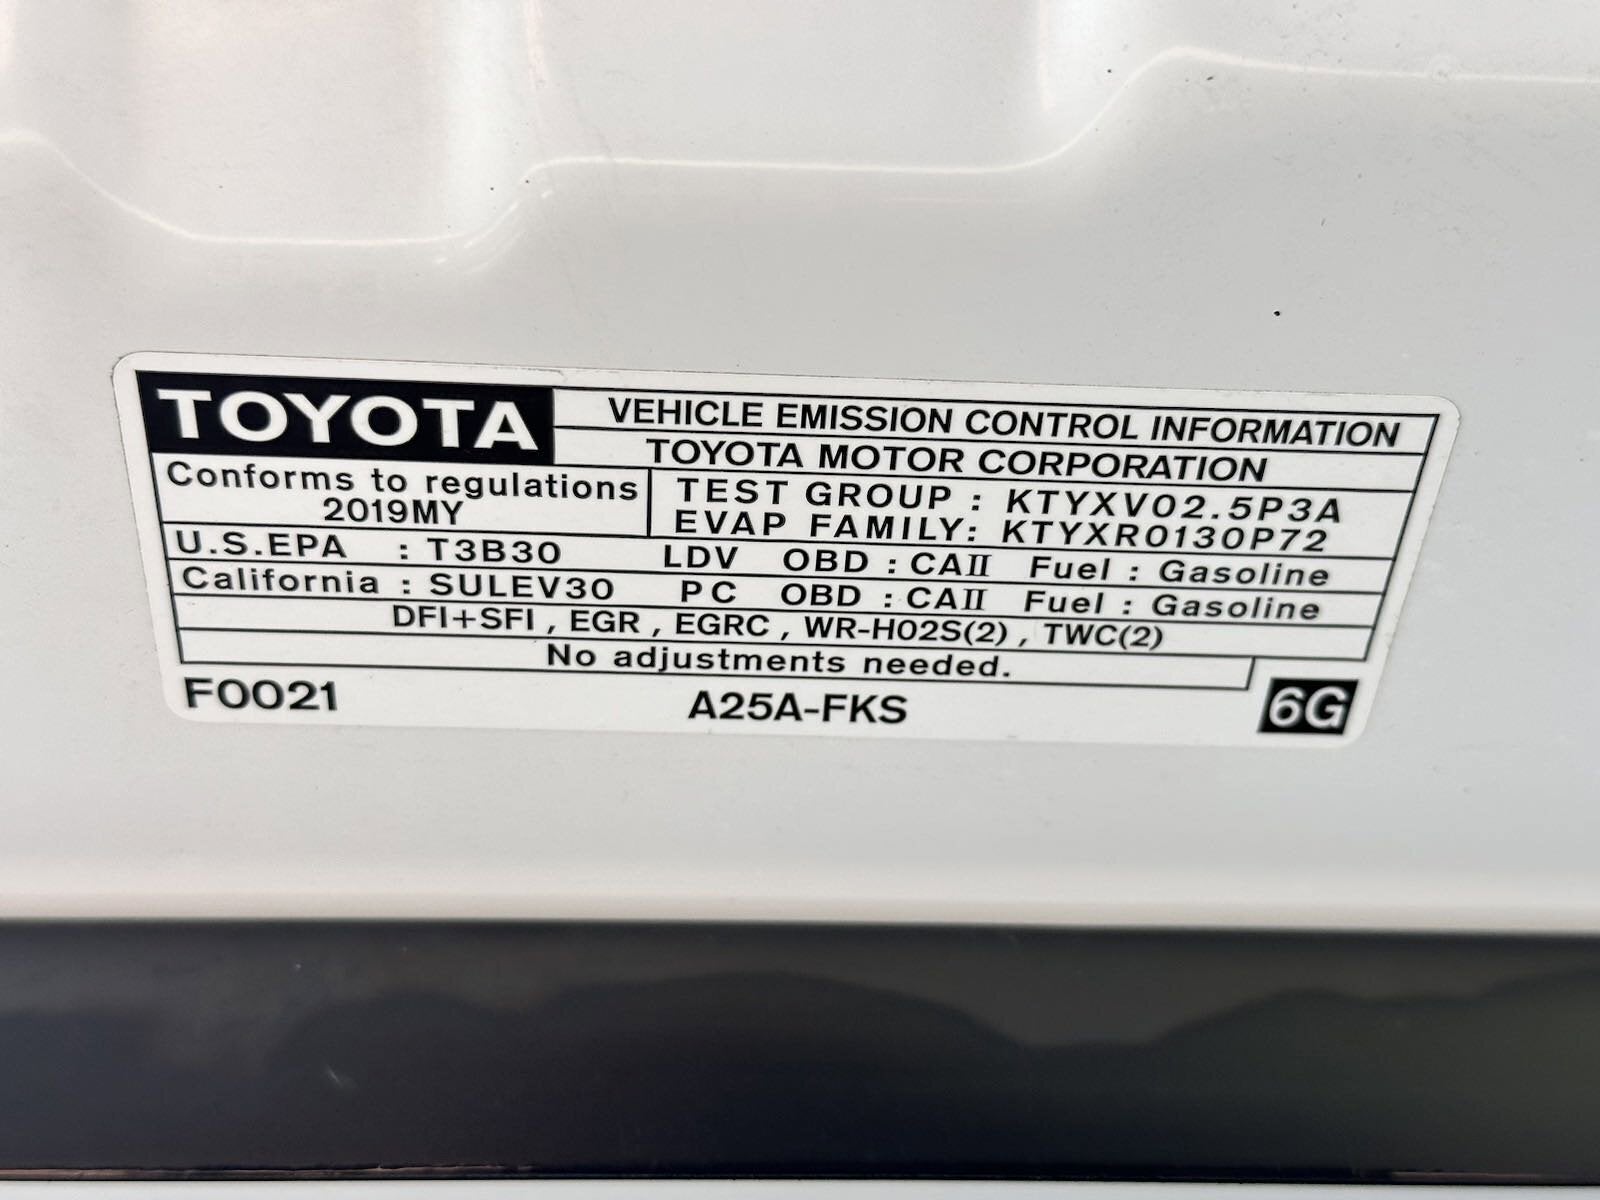 TOYOTA
VEHICLE EMISSION CONTROL INFORMATION
TOYOTA MOTOR CORPORATION
Conforms to regulations
2019MY
TEST GROUP : KTYXV02.5P3A
EVAP FAMILY: KTYXR0130P72
U.S.EPA : T3B30 LDV OBD : CAII Fuel : Gasoline
California : SULEV30 PC OBD : CAII Fuel : Gasoline
DFI+SFI , EGR , EGRC , WR-HO2S(2) , TWC(2)
No adjustments needed.
F0021 A25A-FKS 6G